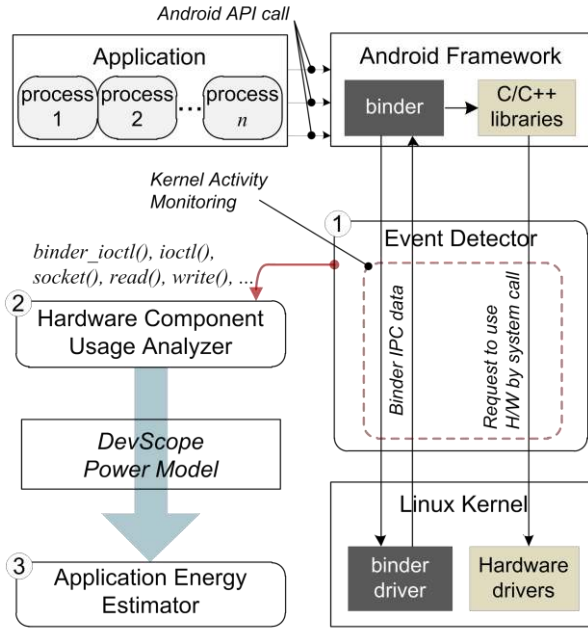 Android API call
Application
process
1
process
2
...
process
n
Android Framework
binder
C/C++
libraries
Kernel Activity
Monitoring
1
Event Detector
binder_ioctl(), ioctl(),
socket(), read(), write(), ...
2
Hardware Component
Usage Analyzer
Binder IPC data
Request to use
H/W by system call
DevScope
Power Model
3
Application Energy
Estimator
Linux Kernel
binder
driver
Hardware
drivers